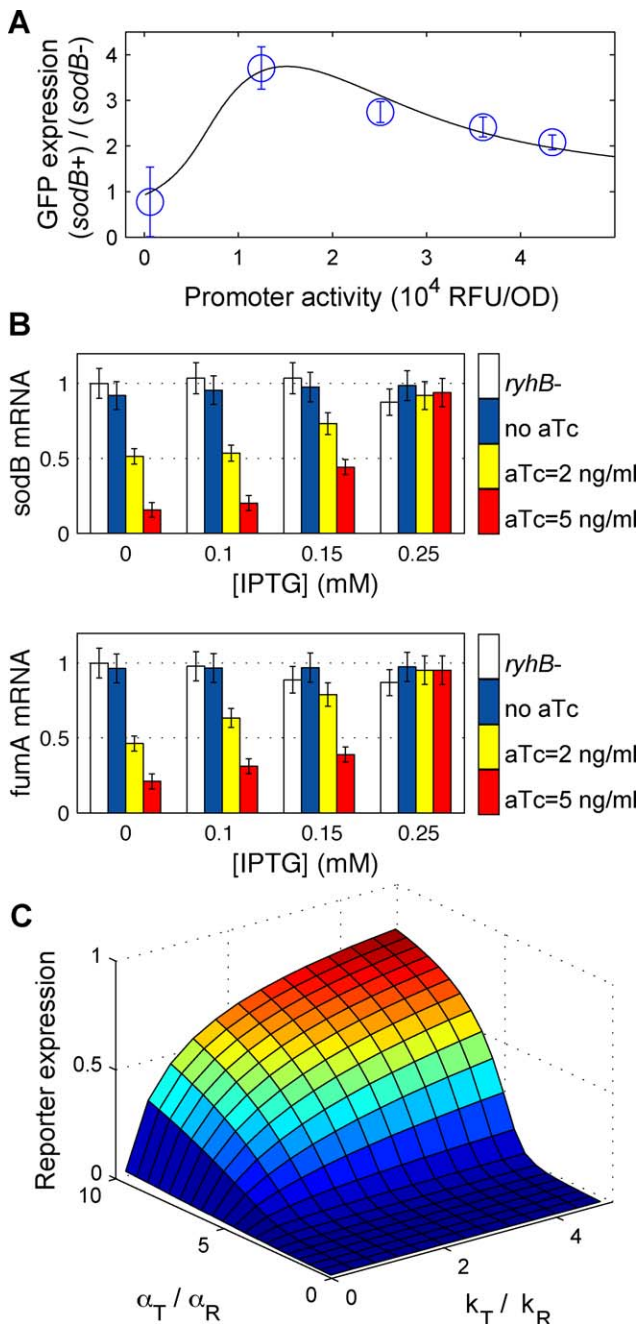 A
GFP expression
(sodB+) / (sodB-)
4
3
2
1
0
0 1 2 3 4
Promoter activity (10^4 RFU/OD)
B
sodB mRNA
1
0.5
0
0 0.1 0.15 0.25
[IPTG] (mM)
ryhB-
no aTc
aTc=2 ng/ml
aTc=5 ng/ml
fumA mRNA
1
0.5
0
0 0.1 0.15 0.25
[IPTG] (mM)
ryhB-
no aTc
aTc=2 ng/ml
aTc=5 ng/ml
C
Reporter expression
1
0.5
0
10
5
0
α_T / α_R
0
2
4
k_T / k_R